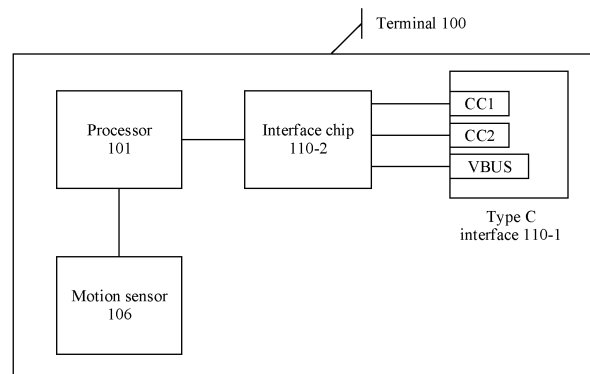 Terminal 100
Processor
101
Interface chip
110-2
CC1
CC2
VBUS
Type C
interface 110-1
Motion sensor
106